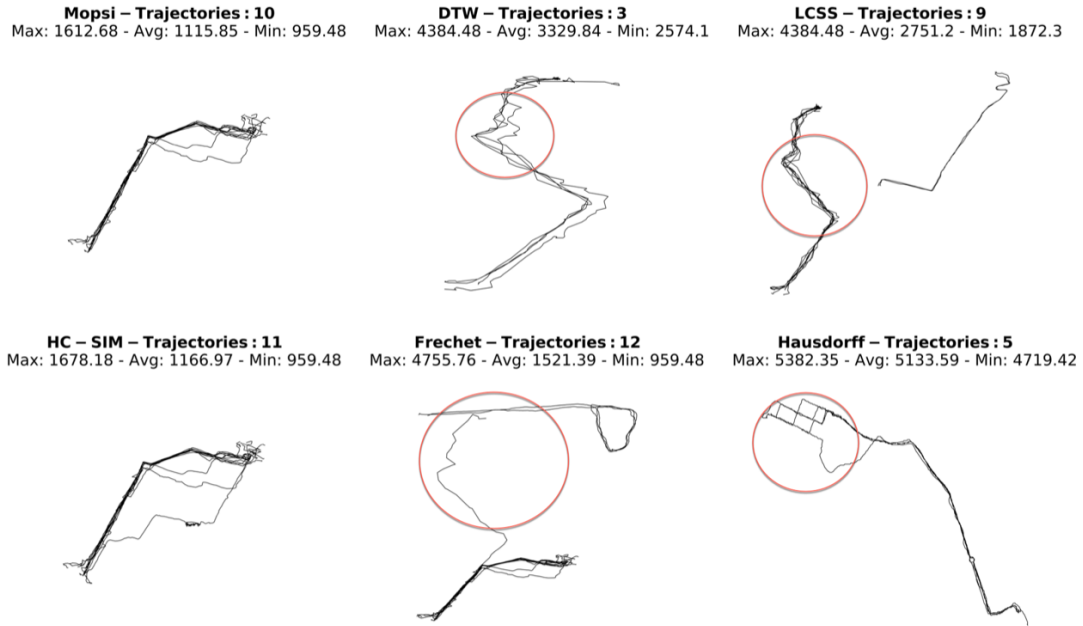 Mopsi – Trajectories : 10
Max: 1612.68 - Avg: 1115.85 - Min: 959.48
DTW – Trajectories : 3
Max: 4384.48 - Avg: 3329.84 - Min: 2574.1
LCSS – Trajectories : 9
Max: 4384.48 - Avg: 2751.2 - Min: 1872.3
HC – SIM – Trajectories : 11
Max: 1678.18 - Avg: 1166.97 - Min: 959.48
Frechet – Trajectories : 12
Max: 4755.76 - Avg: 1521.39 - Min: 959.48
Hausdorff – Trajectories : 5
Max: 5382.35 - Avg: 5133.59 - Min: 4719.42